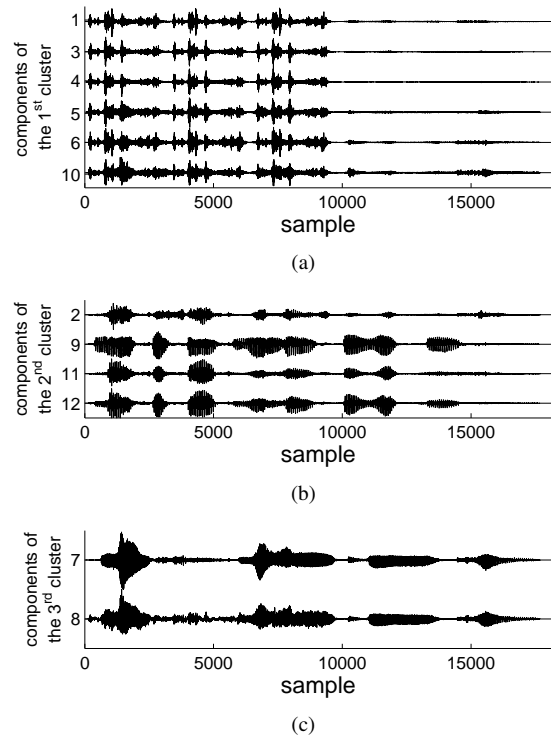 components of
the 1st cluster
1
3
4
5
6
10
0 5000 10000 15000
sample
(a)
components of
the 2nd cluster
2
9
11
12
0 5000 10000 15000
sample
(b)
components of
the 3rd cluster
7
8
0 5000 10000 15000
sample
(c)